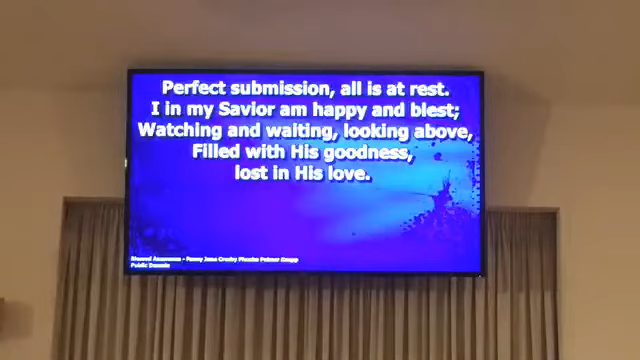 Perfect submission, all is at rest.
I in my Savior am happy and blest;
Watching and waiting, looking above,
Filled with His goodness,
lost in His love.
Blessed Assurance - Fanny Jane Crosby Phoebe Palmer Knapp
Public Domain